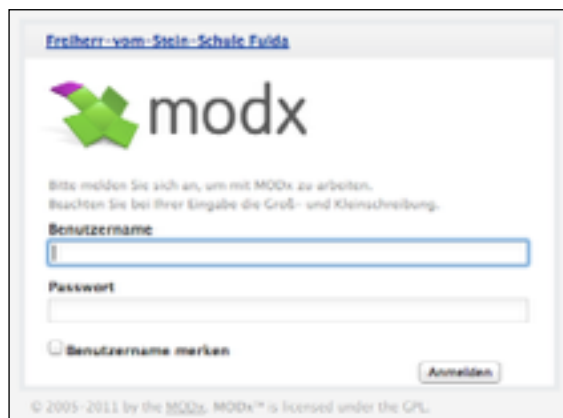 Freiherr-vom-Stein-Schule Fulda
modx
Bitte melden Sie sich an, um mit MODx zu arbeiten.
Beachten Sie bei Ihrer Eingabe die Groß- und Kleinschreibung.
Benutzername
Passwort
Benutzername merken
Anmelden
© 2005-2011 by the MODx. MODx™ is licensed under the GPL.